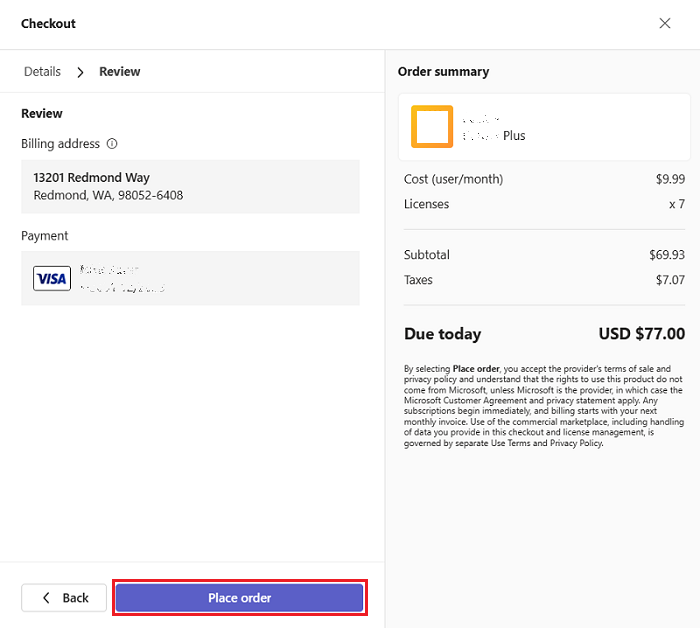 Checkout
Details > Review
Review
Billing address
13201 Redmond Way
Redmond, WA, 98052-6408
Payment
VISA
Back
Place order
Order summary
Plus
Cost (user/month) $9.99
Licenses x 7
Subtotal $69.93
Taxes $7.07
Due today USD $77.00
By selecting Place order, you accept the provider's terms of sale and
privacy policy and understand that the rights to use this product do not
come from Microsoft, unless Microsoft is the provider, in which case the
Microsoft Customer Agreement and privacy statement apply. Any
subscriptions begin immediately, and billing starts with your next
monthly invoice. Use of the commercial marketplace, including handling
of data you provide in this checkout and license management, is
governed by separate Use Terms and Privacy Policy.